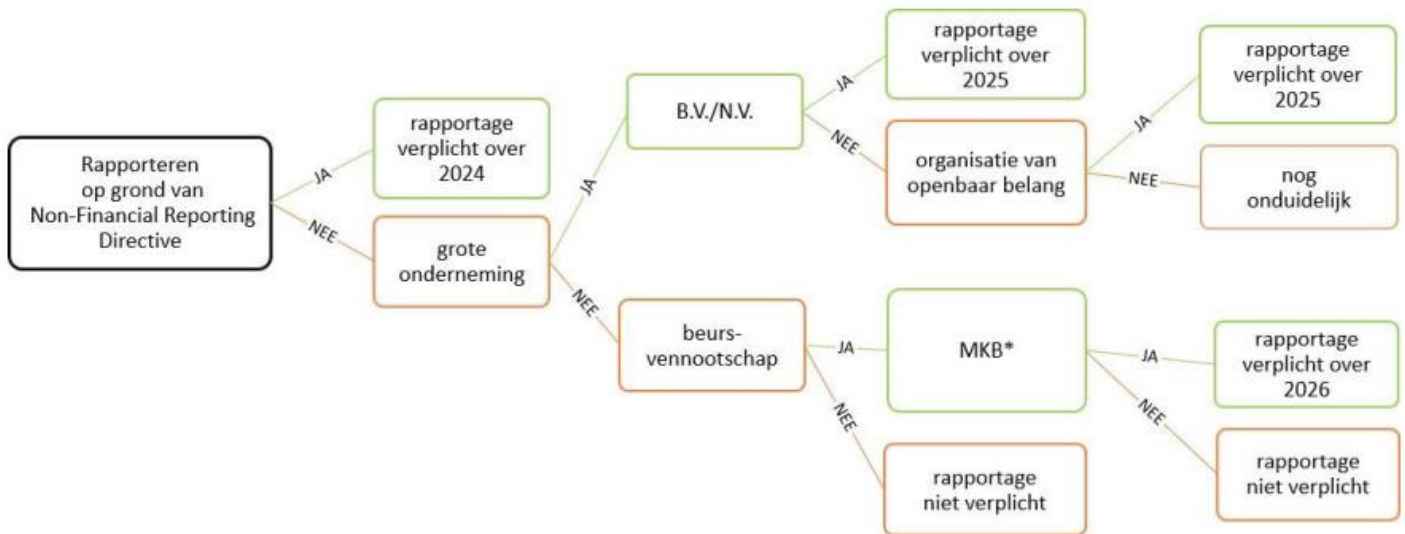 Rapporteren
op grond van
Non-Financial Reporting
Directive
JA
NEE
rapportage
verplicht over
2024
grote
onderneming
JA
NEE
B.V./N.V.
JA
NEE
rapportage
verplicht over
2025
organisatie van
openbaar belang
JA
NEE
rapportage
verplicht over
2025
nog
onduidelijk
beurs-
vennootschap
JA
NEE
MKB*
JA
NEE
rapportage
verplicht over
2026
rapportage
niet verplicht
rapportage
niet verplicht